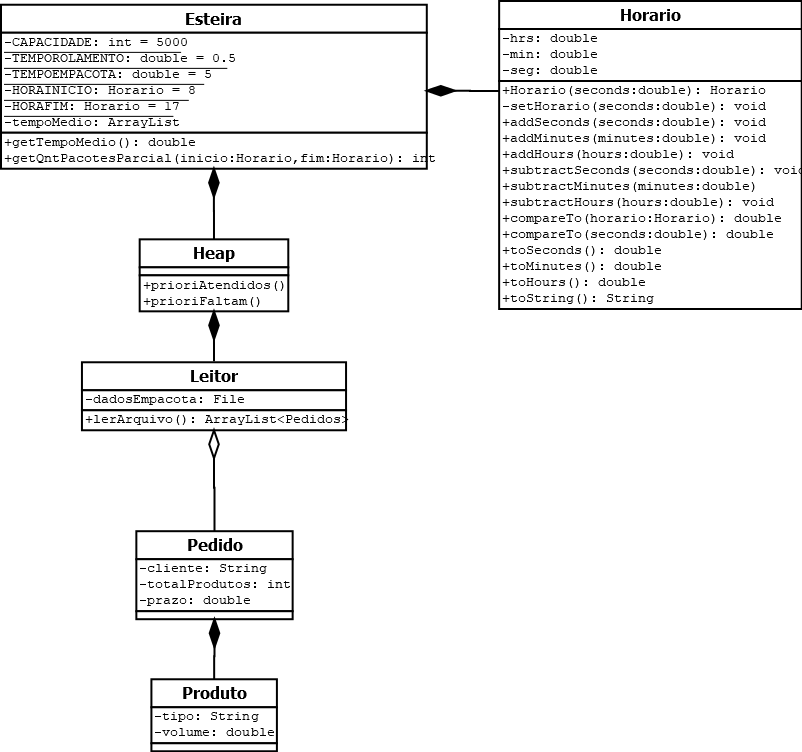 Esteira
-CAPACIDADE: int = 5000
-TEMPOROLAMENTO: double = 0.5
-TEMPOEMPACOTA: double = 5
-HORAINICIO: Horario = 8
-HORAFIM: Horario = 17
-tempoMedio: ArrayList
+getTempoMedio(): double
+getQntPacotesParcial(inicio:Horario,fim:Horario): int
Horario
-hrs: double
-min: double
-seg: double
+Horario(seconds:double): Horario
-setHorario(seconds:double): void
+addSeconds(seconds:double): void
+addMinutes(minutes:double): void
+addHours(hours:double): void
+subtractSeconds(seconds:double): void
+subtractMinutes(minutes:double)
+subtractHours(hours:double): void
+compareTo(horario:Horario): double
+compareTo(seconds:double): double
+toSeconds(): double
+toMinutes(): double
+toHours(): double
+toString(): String
Heap
+prioriAtendidos()
+prioriFaltam()
Leitor
-dadosEmpacota: File
+lerArquivo(): ArrayList<Pedidos>
Pedido
-cliente: String
-totalProdutos: int
-prazo: double
Produto
-tipo: String
-volume: double